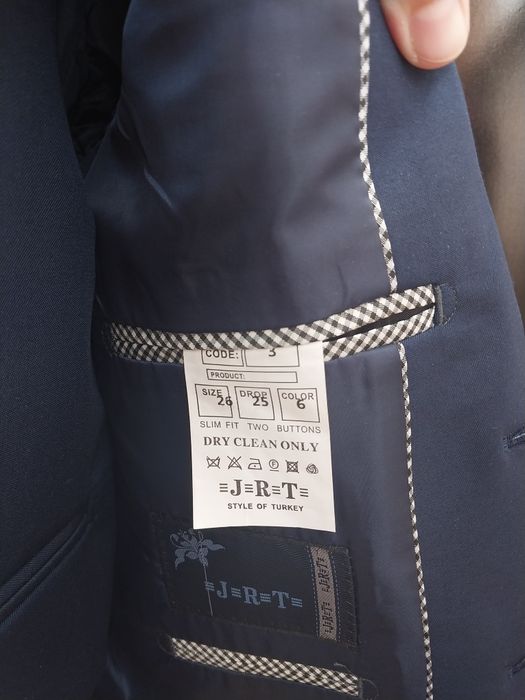 CODE: 3
PRODUCT:
SIZE DROP COLOR
26 25 6
SLIM FIT TWO BUTTONS
DRY CLEAN ONLY
P
≡J≡R≡T≡
STYLE OF TURKEY
≡J≡R≡T≡
≡J≡R≡T≡